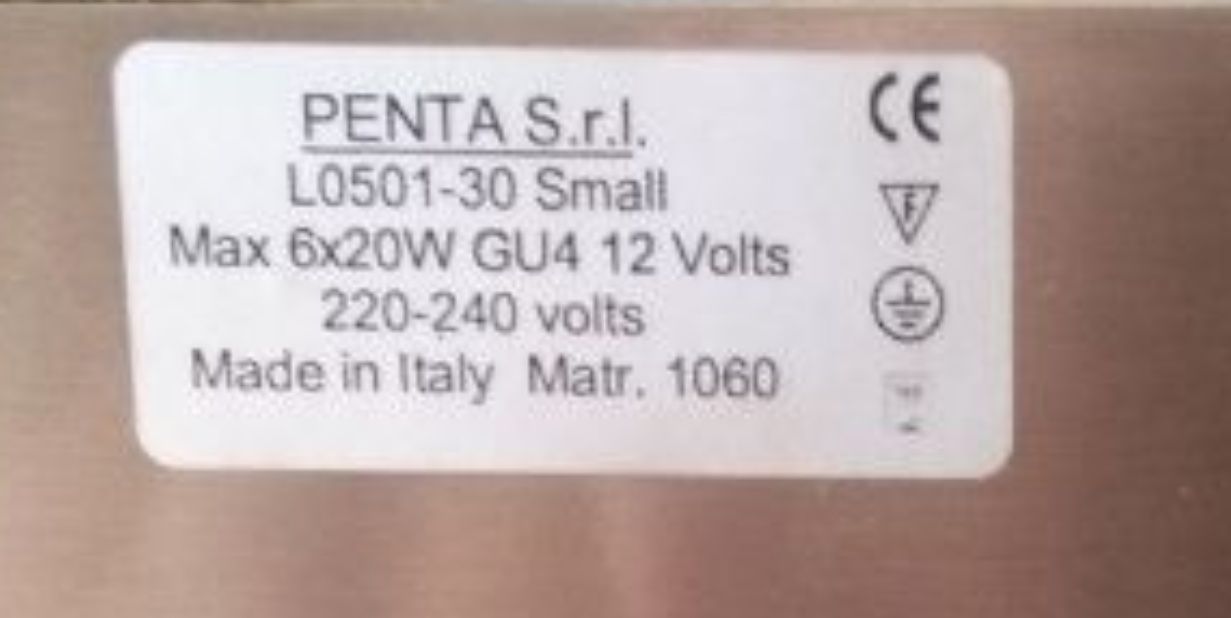 PENTA S.r.l.
L0501-30 Small
Max 6x20W GU4 12 Volts
220-240 volts
Made in Italy Matr. 1060
CE
F